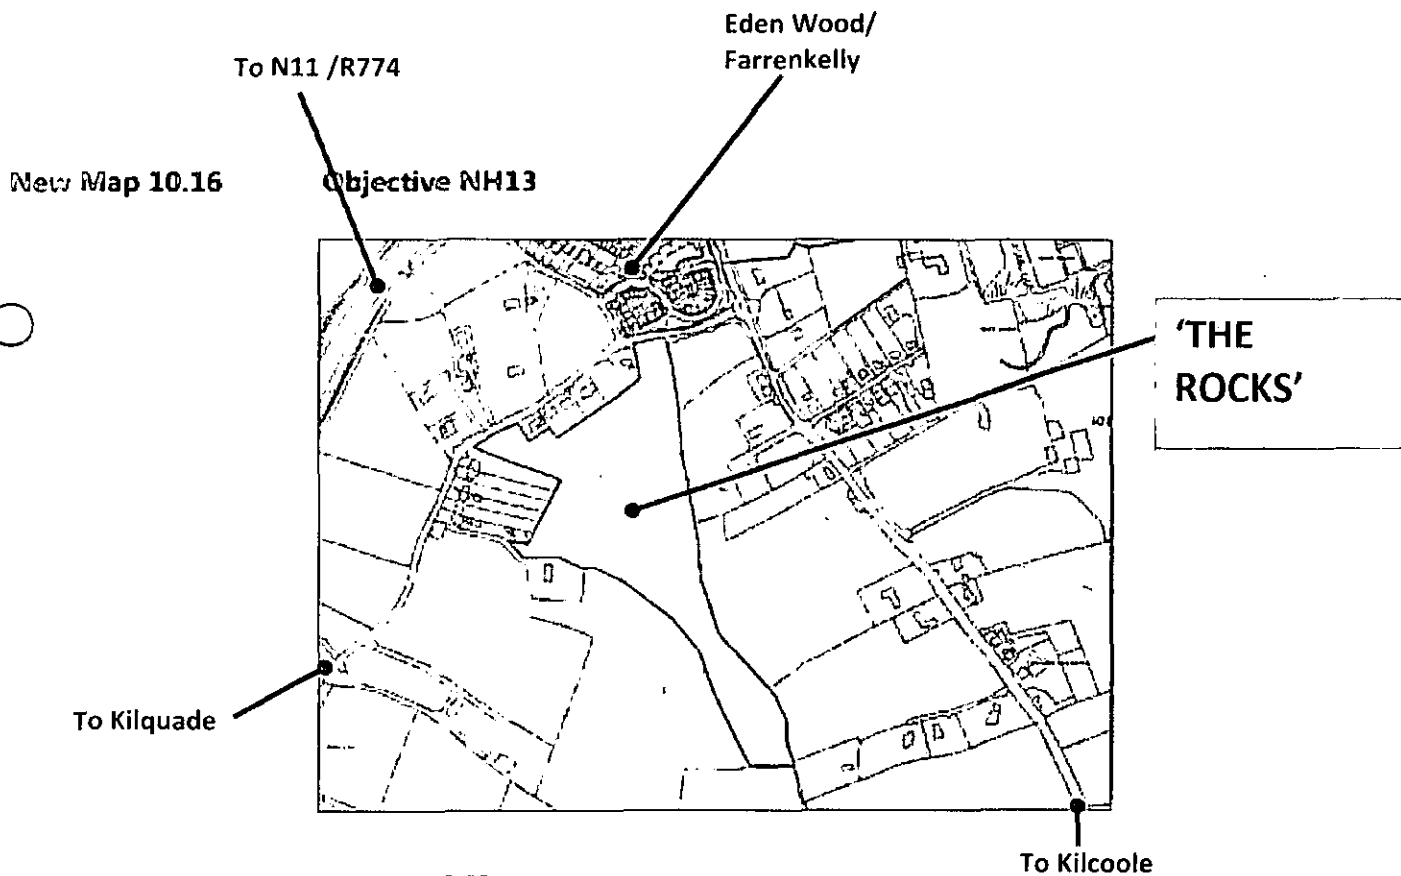 Eden Wood/
Farrenkelly
To N11 /R774
New Map 10.16 Objective NH13
'THE
ROCKS'
To Kilquade
To Kilcoole